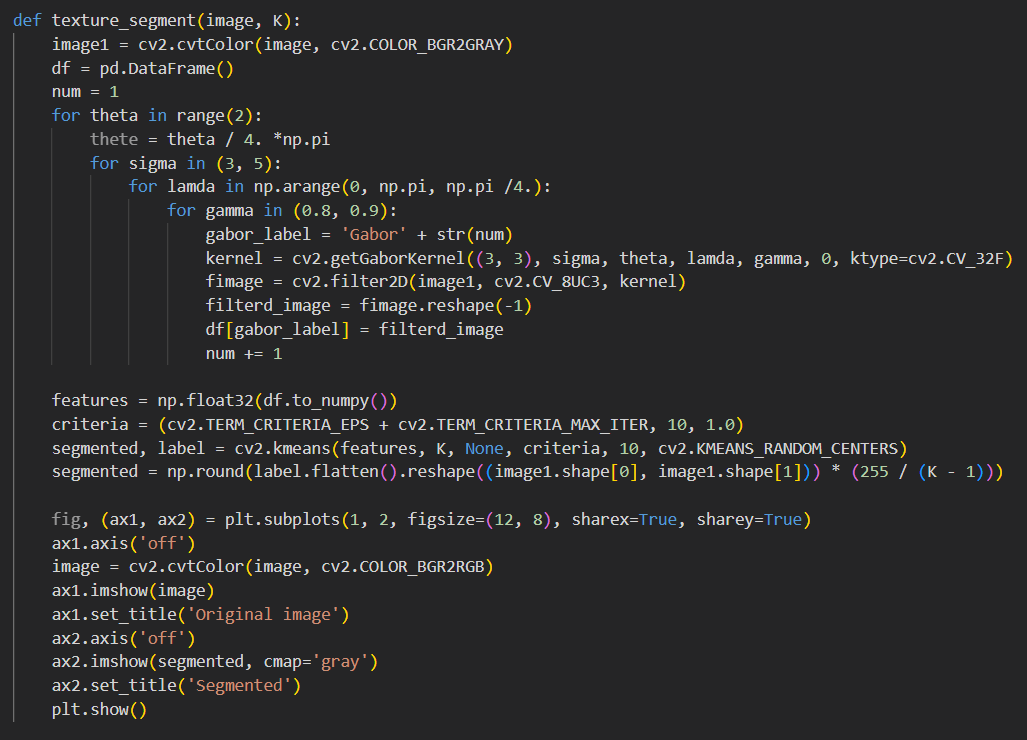 def texture_segment(image, K):
    image1 = cv2.cvtColor(image, cv2.COLOR_BGR2GRAY)
    df = pd.DataFrame()
    num = 1
    for theta in range(2):
        thete = theta / 4. *np.pi
        for sigma in (3, 5):
            for lamda in np.arange(0, np.pi, np.pi /4.):
                for gamma in (0.8, 0.9):
                    gabor_label = 'Gabor' + str(num)
                    kernel = cv2.getGaborKernel((3, 3), sigma, theta, lamda, gamma, 0, ktype=cv2.CV_32F)
                    fimage = cv2.filter2D(image1, cv2.CV_8UC3, kernel)
                    filterd_image = fimage.reshape(-1)
                    df[gabor_label] = filterd_image
                    num += 1

    features = np.float32(df.to_numpy())
    criteria = (cv2.TERM_CRITERIA_EPS + cv2.TERM_CRITERIA_MAX_ITER, 10, 1.0)
    segmented, label = cv2.kmeans(features, K, None, criteria, 10, cv2.KMEANS_RANDOM_CENTERS)
    segmented = np.round(label.flatten().reshape((image1.shape[0], image1.shape[1])) * (255 / (K - 1)))

    fig, (ax1, ax2) = plt.subplots(1, 2, figsize=(12, 8), sharex=True, sharey=True)
    ax1.axis('off')
    image = cv2.cvtColor(image, cv2.COLOR_BGR2RGB)
    ax1.imshow(image)
    ax1.set_title('Original image')
    ax2.axis('off')
    ax2.imshow(segmented, cmap='gray')
    ax2.set_title('Segmented')
    plt.show()